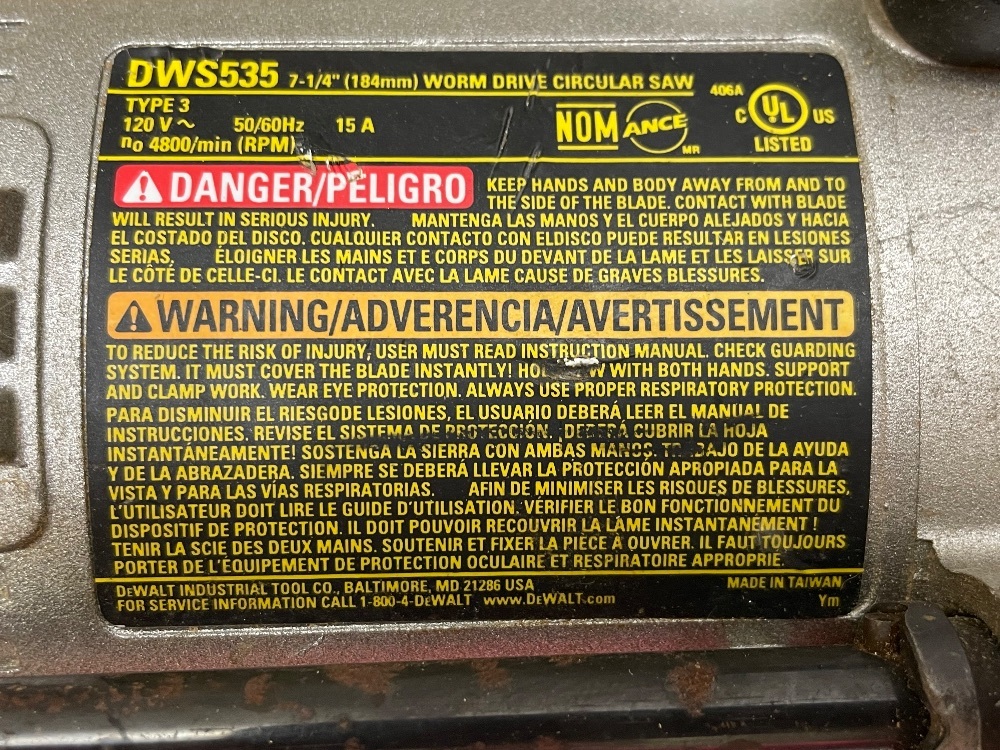 DWS535 7-1/4" (184mm) WORM DRIVE CIRCULAR SAW
TYPE 3
120 V ~ 50/60Hz 15 A
no 4800/min (RPM)
NOM ANCE MR
406A
C UL US
LISTED
DANGER/PELIGRO
KEEP HANDS AND BODY AWAY FROM AND TO
THE SIDE OF THE BLADE. CONTACT WITH BLADE
WILL RESULT IN SERIOUS INJURY. MANTENGA LAS MANOS Y EL CUERPO ALEJADOS Y HACIA
EL COSTADO DEL DISCO. CUALQUIER CONTACTO CON ELDISCO PUEDE RESULTAR EN LESIONES
SERIAS. ÉLOIGNER LES MAINS ET E CORPS DU DEVANT DE LA LAME ET LES LAISSER SUR
LE CÔTÉ DE CELLE-CI. LE CONTACT AVEC LA LAME CAUSE DE GRAVES BLESSURES.
WARNING/ADVERENCIA/AVERTISSEMENT
TO REDUCE THE RISK OF INJURY, USER MUST READ INSTRUCTION MANUAL. CHECK GUARDING
SYSTEM. IT MUST COVER THE BLADE INSTANTLY! WITH BOTH HANDS. SUPPORT
AND CLAMP WORK. WEAR EYE PROTECTION. ALWAYS USE PROPER RESPIRATORY PROTECTION.
PARA DISMINUIR EL RIESGODE LESIONES, EL USUARIO DEBERÁ LEER EL MANUAL DE
INSTRUCCIONES. REVISE EL SISTEMA DE PROTECCIÓN. ¡DEBERÁ CUBRIR LA HOJA
INSTANTÁNEAMENTE! SOSTENGA LA SIERRA CON AMBAS MANOS. TRABAJO DE LA AYUDA
Y DE LA ABRAZADERA. SIEMPRE SE DEBERÁ LLEVAR LA PROTECCIÓN APROPIADA PARA LA
VISTA Y PARA LAS VÍAS RESPIRATORIAS. AFIN DE MINIMISER LES RISQUES DE BLESSURES,
L'UTILISATEUR DOIT LIRE LE GUIDE D'UTILISATION. VÉRIFIER LE BON FONCTIONNEMENT DU
DISPOSITIF DE PROTECTION. IL DOIT POUVOIR RECOUVRIR LA LAME INSTANTANÉMENT !
TENIR LA SCIE DES DEUX MAINS. SOUTENIR ET FIXER LA PIÈCE À OUVRER. IL FAUT TOUJOURS
PORTER DE L'ÉQUIPEMENT DE PROTECTION OCULAIRE ET RESPIRATOIRE APPROPRIE.
DEWALT INDUSTRIAL TOOL CO., BALTIMORE, MD 21286 USA MADE IN TAIWAN
FOR SERVICE INFORMATION CALL 1-800-4-DEWALT www.DEWALT.com Ym